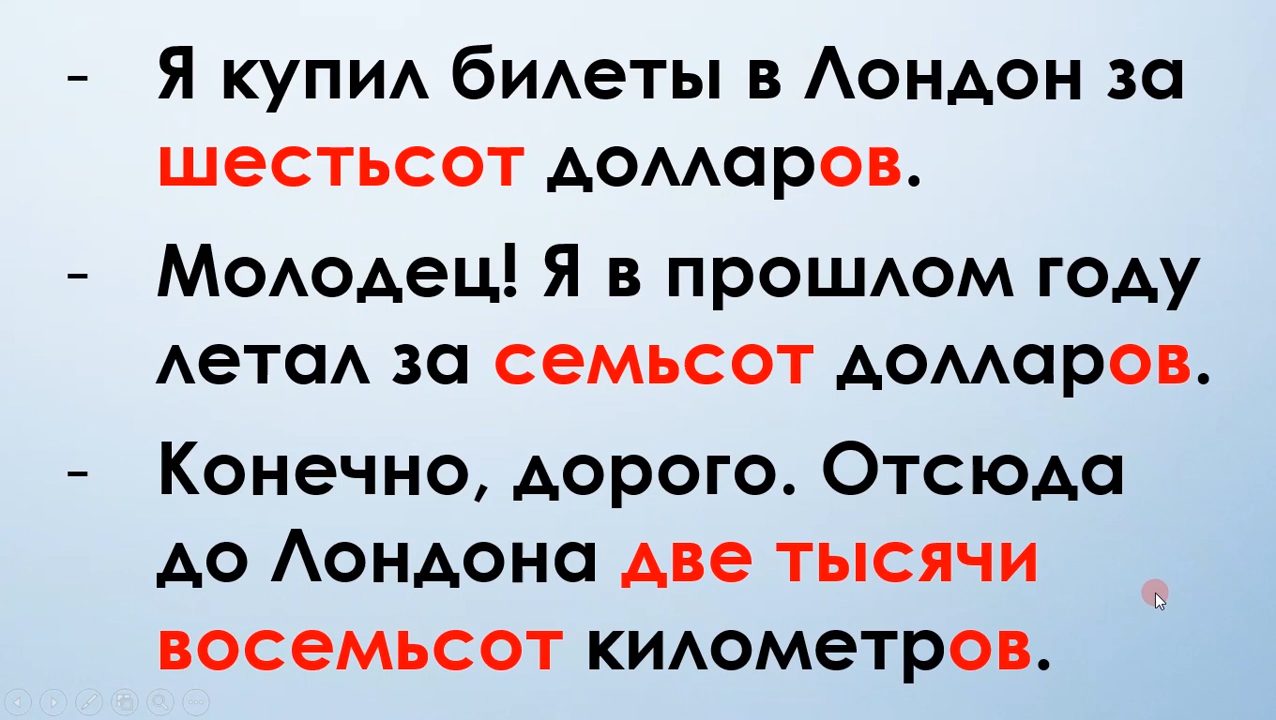 - Я купил билеты в Лондон за
шестьсот долларов.
- Молодец! Я в прошлом году
летал за семьсот долларов.
- Конечно, дорого. Отсюда
до Лондона две тысячи
восемьсот километров.